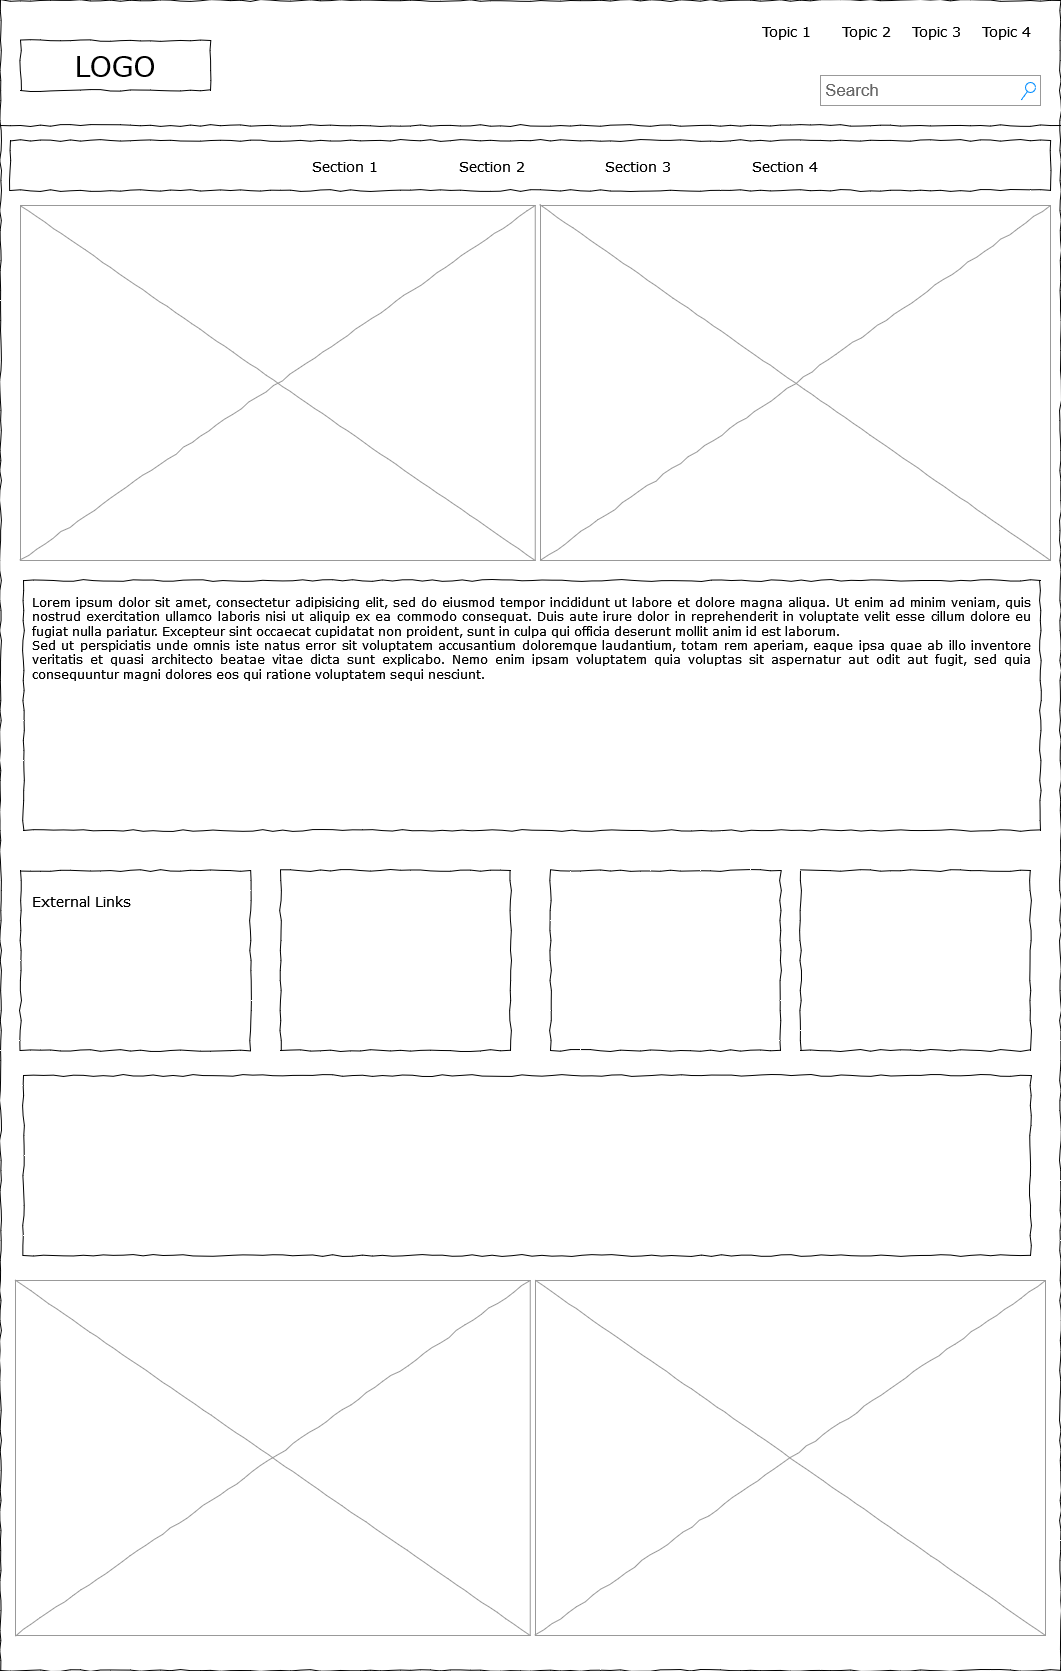 Topic 1 Topic 2 Topic 3 Topic 4
LOGO
Search
Section 1 Section 2 Section 3 Section 4
Lorem ipsum dolor sit amet, consectetur adipisicing elit, sed do eiusmod tempor incididunt ut labore et dolore magna aliqua. Ut enim ad minim veniam, quis
nostrud exercitation ullamco laboris nisi ut aliquip ex ea commodo consequat. Duis aute irure dolor in reprehenderit in voluptate velit esse cillum dolore eu
fugiat nulla pariatur. Excepteur sint occaecat cupidatat non proident, sunt in culpa qui officia deserunt mollit anim id est laborum.
Sed ut perspiciatis unde omnis iste natus error sit voluptatem accusantium doloremque laudantium, totam rem aperiam, eaque ipsa quae ab illo inventore
veritatis et quasi architecto beatae vitae dicta sunt explicabo. Nemo enim ipsam voluptatem quia voluptas sit aspernatur aut odit aut fugit, sed quia
consequuntur magni dolores eos qui ratione voluptatem sequi nesciunt.
External Links